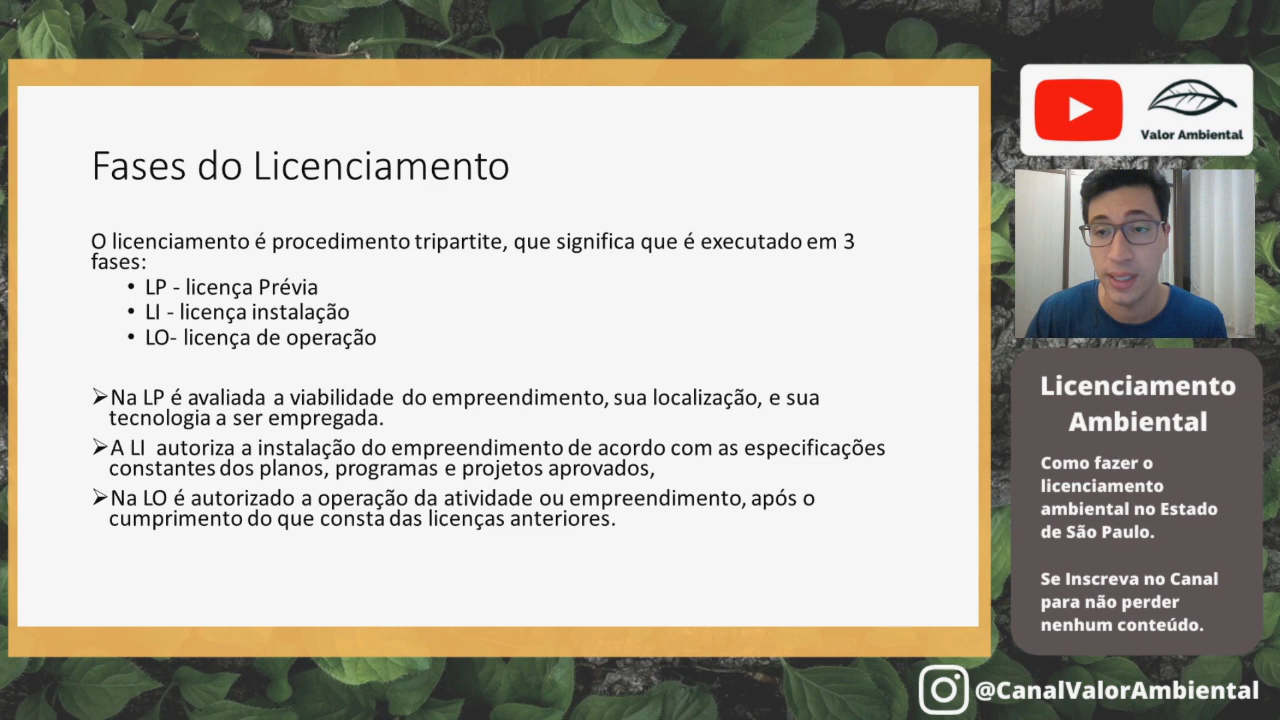 Fases do Licenciamento
O licenciamento é procedimento tripartite, que significa que é executado em 3
fases:
• LP - licença Prévia
• LI - licença instalação
• LO- licença de operação
➢Na LP é avaliada a viabilidade do empreendimento, sua localização, e sua
tecnologia a ser empregada.
➢A LI autoriza a instalação do empreendimento de acordo com as especificações
constantes dos planos, programas e projetos aprovados,
➢Na LO é autorizado a operação da atividade ou empreendimento, após o
cumprimento do que consta das licenças anteriores.
Valor Ambiental
Licenciamento
Ambiental
Como fazer o
licenciamento
ambiental no Estado
de São Paulo.
Se Inscreva no Canal
para não perder
nenhum conteúdo.
@CanalValorAmbiental